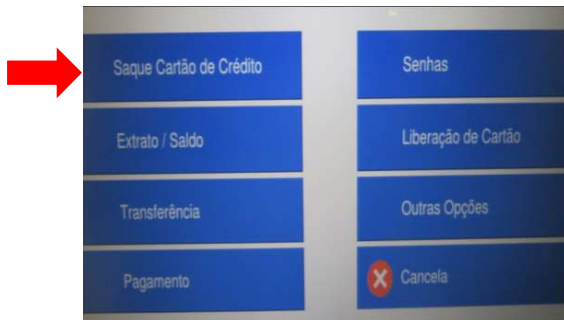 Saque Cartão de Crédito
Senhas
Extrato / Saldo
Liberação de Cartão
Transferência
Outras Opções
Pagamento
Cancela